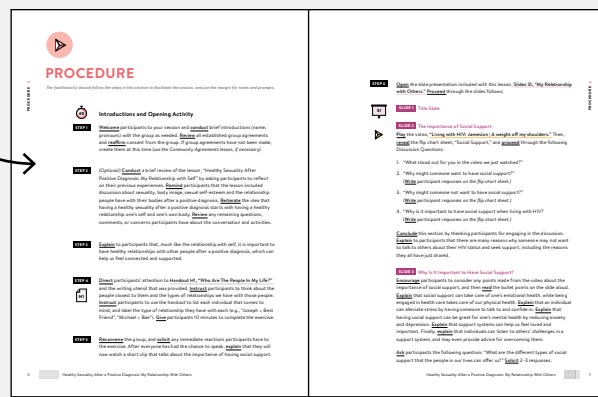 PROCEDURE
The facilitator(s) should follow the steps in this section to facilitate the session, and use the margin for notes and prompts.
PROCEDURE
Introductions and Opening Activity
STEP 1
Welcome participants to your session and conduct brief introductions (name,
pronouns) with the group as needed. Review all established group agreements
and reaffirm consent from the group. If group agreements have not been made,
create them at this time (use the Community Agreements lesson, if necessary).
STEP 2
(Optional) Conduct a brief review of the lesson, "Healthy Sexuality After
Positive Diagnosis: My Relationship with Self" by asking participants to reflect
on their previous experiences. Remind participants that the lesson included
discussion about sexuality, body image, sexual self-esteem and the relationship
people have with their bodies after a positive diagnosis. Reiterate the idea that
having a healthy sexuality after a positive diagnosis starts with having a healthy
relationship one's self and one's own body. Review any remaining questions,
comments, or concerns participants have about the conversation and activities.
STEP 3
Explain to participants that, much like the relationship with self, it is important to
have healthy relationships with other people after a positive diagnosis, which can
help us feel connected and supported.
STEP 4
H1
Direct participants' attention to Handout H1, "Who Are The People In My Life?"
and the writing utensil that was provided. Instruct participants to think about the
people closest to them and the types of relationships we have with those people.
Instruct participants to use the handout to list each individual that comes to
mind, and label the type of relationship they have with each (e.g., "Joseph = Best
Friend", "Michael = Bae"). Give participants 10 minutes to complete the exercise.
STEP 5
Reconvene the group, and solicit any immediate reactions participants have to
the exercise. After everyone has had the chance to speak, explain that they will
now watch a short clip that talks about the importance of having social support.
8
Healthy Sexuality After a Positive Diagnosis: My Relationship With Others
STEP 6
Open the slide presentation included with this lesson, Slides S1, "My Relationship
with Others." Proceed through the slides follows:
S1
SLIDE 1 Title Slide
SLIDE 2 The Importance of Social Support
Play the video, "Living with HIV: Jameson | A weight off my shoulders." Then,
reveal the flip chart sheet, "Social Support," and proceed through the following
Discussion Questions:
1. "What stood out for you in the video we just watched?"
2. "Why might someone want to have social support?"
(Write participant responses on the flip chart sheet.)
3. "Why might someone not want to have social support?"
(Write participant responses on the flip chart sheet.)
4. "Why is it important to have social support when living with HIV?
(Write participant responses on the flip chart sheet.)
Conclude this section by thanking participants for engaging in the discussion.
Explain to participants that there are many reasons why someone may not want
to talk to others about their HIV status and seek support, including the reasons
they all have just shared.
SLIDE 3 Why Is It Important to Have Social Support?
Encourage participants to consider any points made from the video about the
importance of social support, and then read the bullet points on the slide aloud.
Explain that social support can take care of one's emotional health, while being
engaged in health care takes care of our physical health. Explain that an individual
can alleviate stress by having someone to talk to and confide in. Explain that
having social support can be great for one's mental health by reducing anxiety
and depression. Explain that support systems can help us feel loved and
important. Finally, explain that individuals can listen to others' challenges in a
support system, and may even provide advice for overcoming them.
Ask participants the following question: "What are the different types of social
support that the people in our lives can offer us?" Solicit 2-3 responses.
Healthy Sexuality After a Positive Diagnosis: My Relationship With Others
9
PROCEDURE